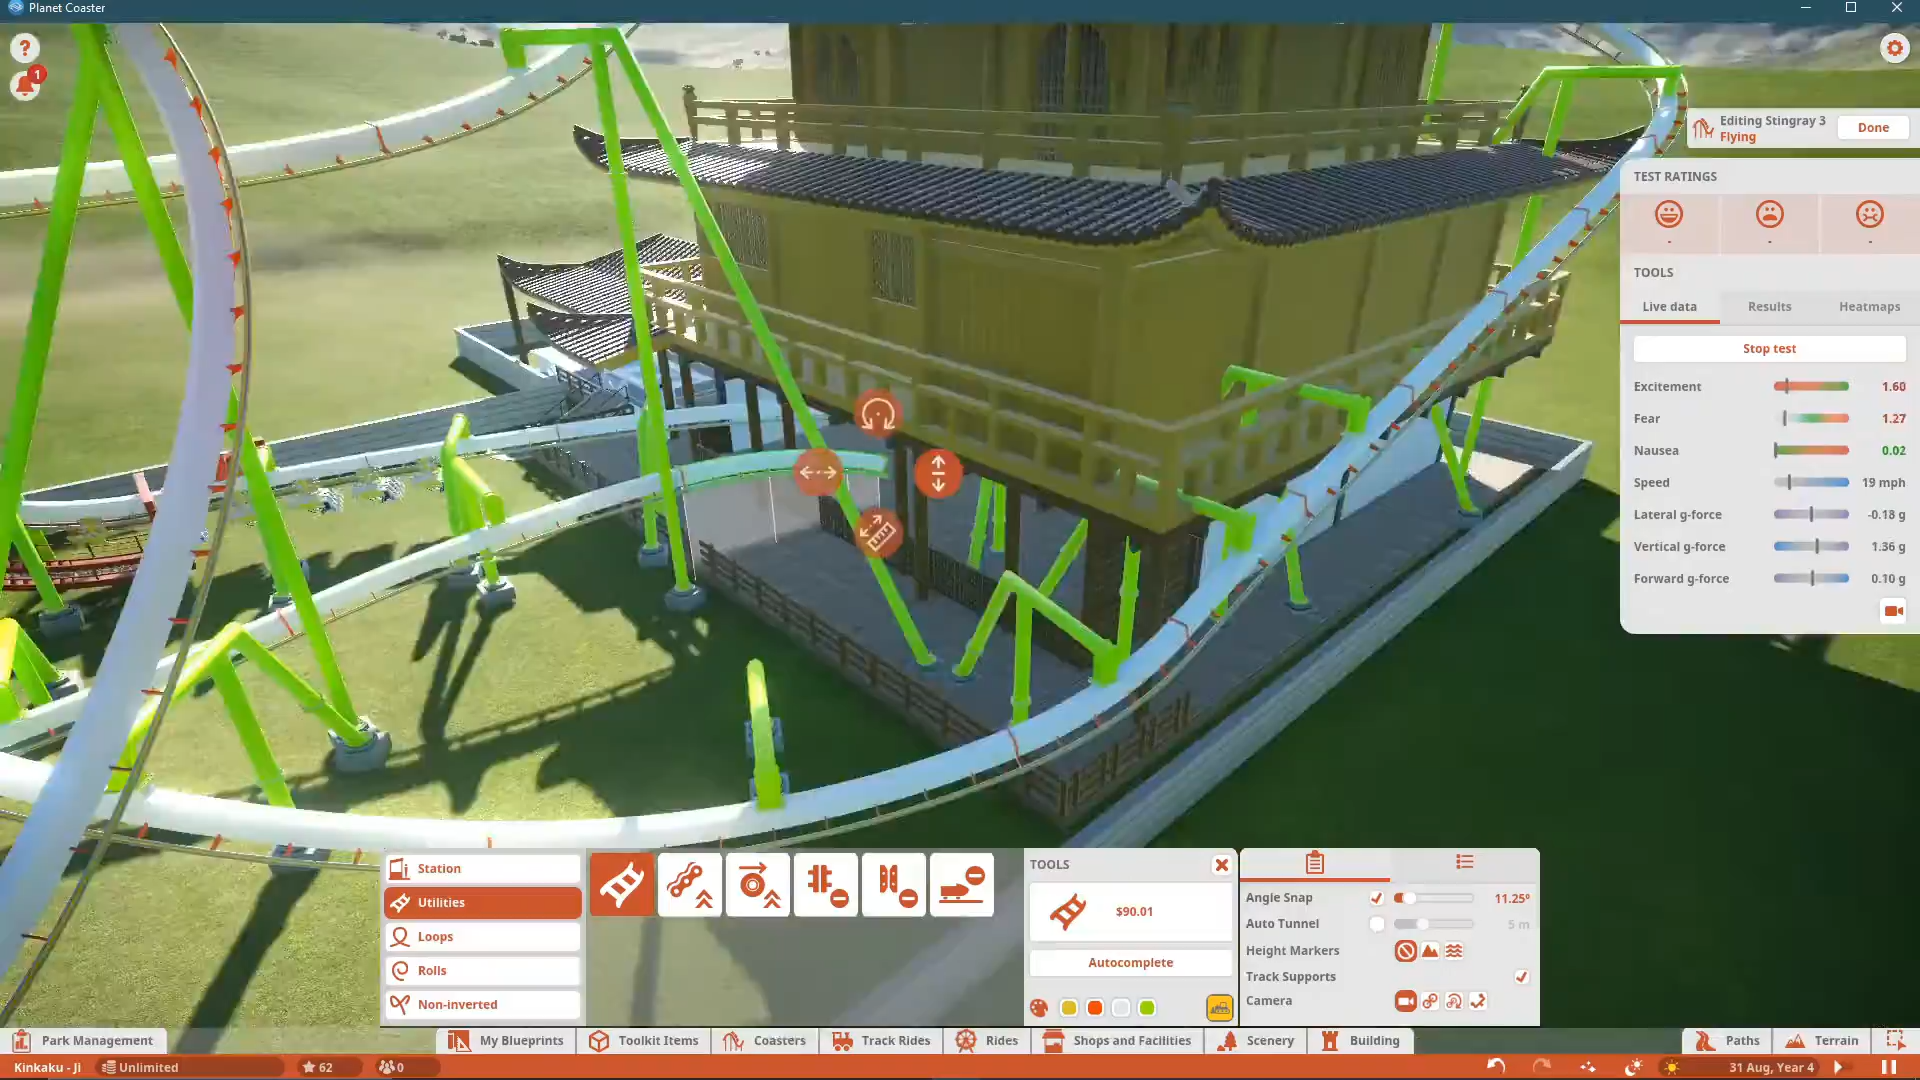 Planet Coaster
?
1
Editing Stingray 3
Flying
Done
TEST RATINGS
- - -
TOOLS
Live data Results Heatmaps
Stop test
Excitement 1.60
Fear 1.27
Nausea 0.02
Speed 19 mph
Lateral g-force -0.18 g
Vertical g-force 1.36 g
Forward g-force 0.10 g
Station
Utilities
Loops
Rolls
Non-inverted
TOOLS
$90.01
Autocomplete
Angle Snap 11.25°
Auto Tunnel 5 m
Height Markers
Track Supports
Camera
Park Management My Blueprints Toolkit Items Coasters Track Rides Rides Shops and Facilities Scenery Building Paths Terrain
Kinkaku - Ji Unlimited 62 0 31 Aug, Year 4